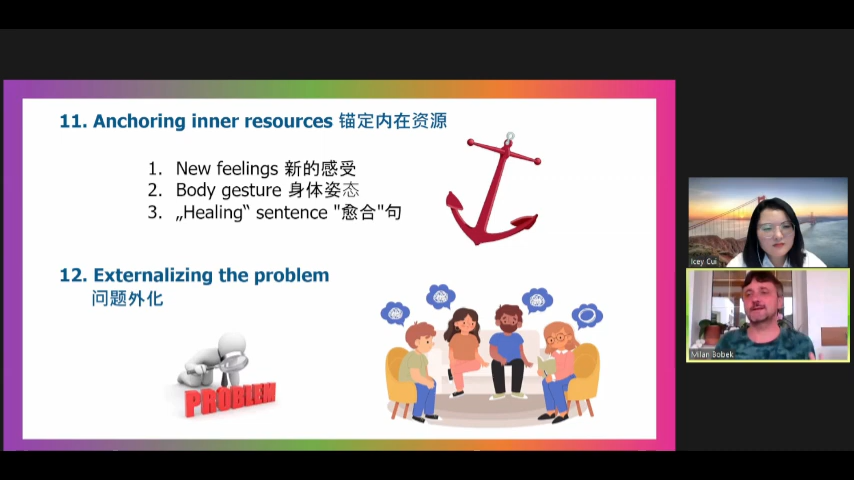 11. Anchoring inner resources 锚定内在资源
1. New feelings 新的感受
2. Body gesture 身体姿态
3. „Healing“ sentence "愈合"句
12. Externalizing the problem
问题外化
PROBLEM
Icey Cui
Milan Bobek